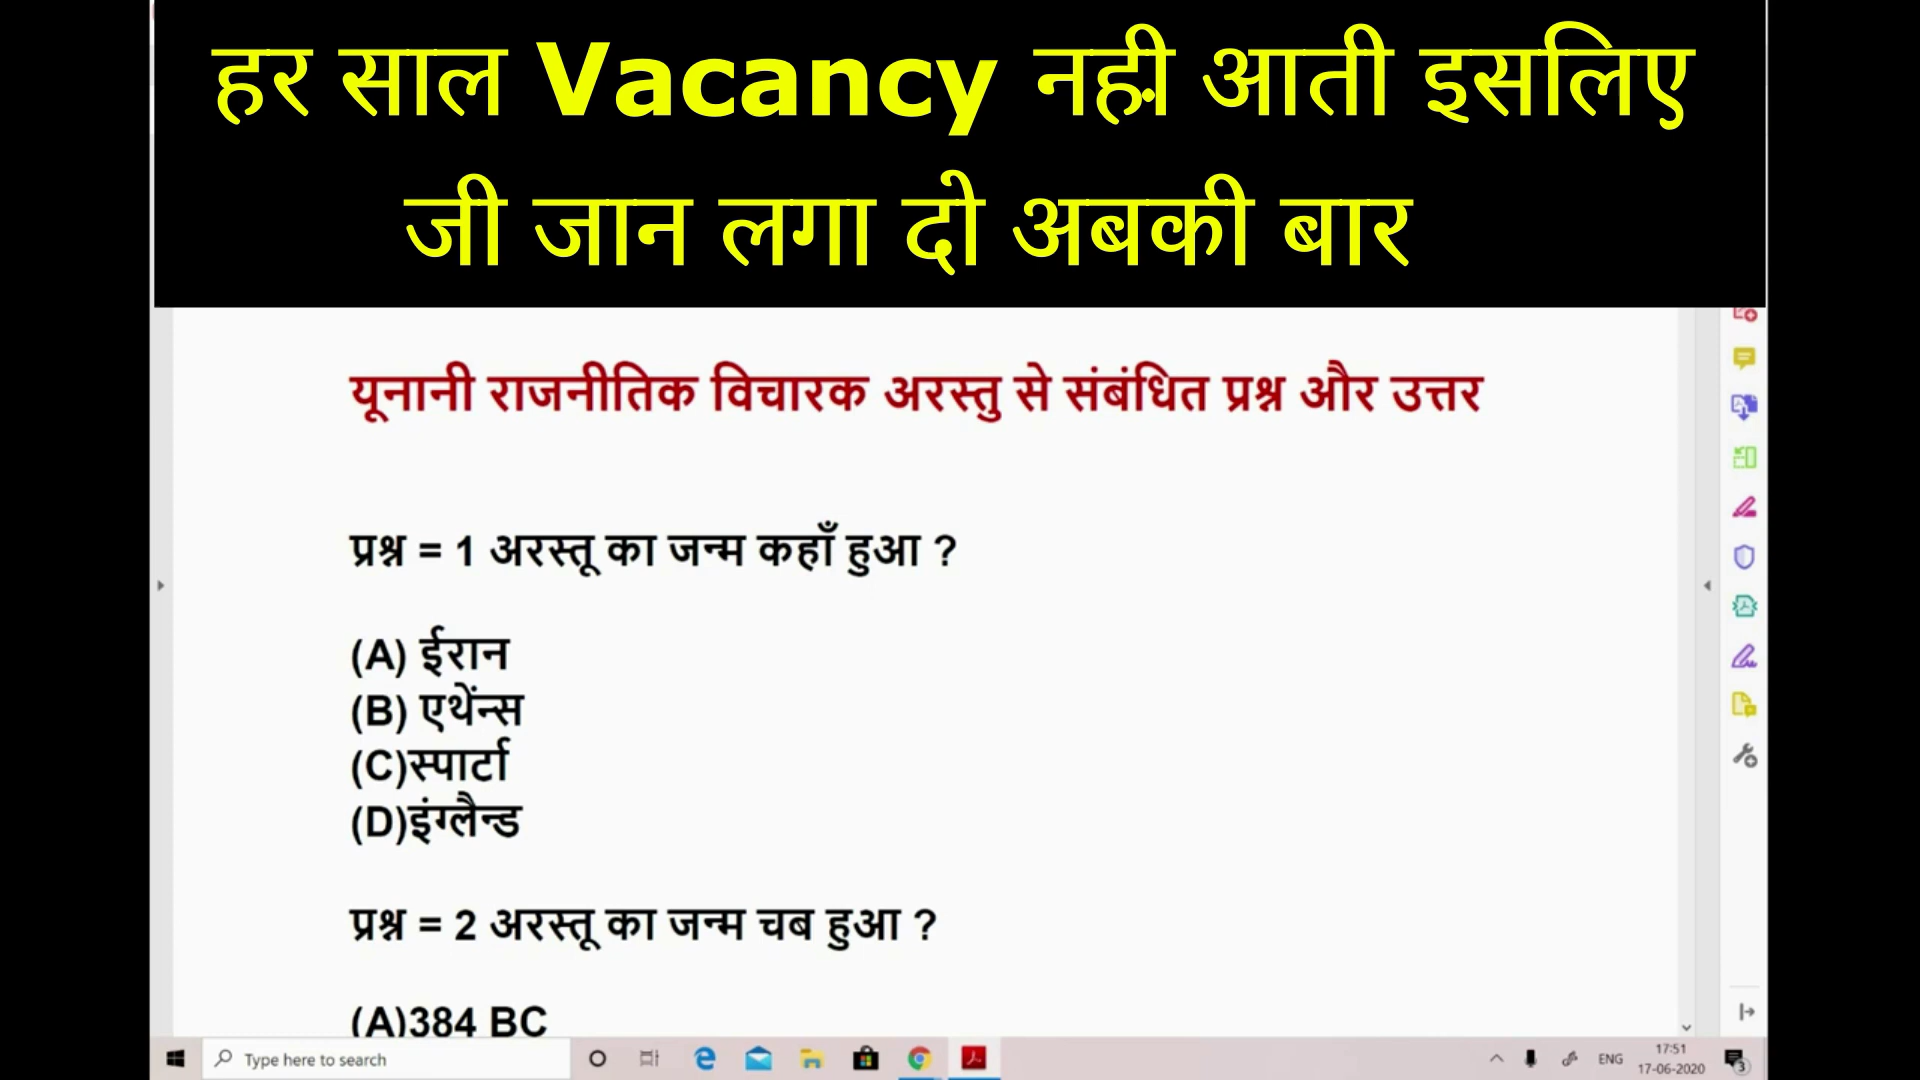 हर साल Vacancy नही आती इसलिए
जी जान लगा दो अबकी बार
यूनानी राजनीतिक विचारक अरस्तु से संबंधित प्रश्न और उत्तर
प्रश्न = 1 अरस्तू का जन्म कहाँ हुआ ?
(A) ईरान
(B) एथेंन्स
(C)स्पार्टा
(D)इंग्लैन्ड
प्रश्न = 2 अरस्तू का जन्म चब हुआ ?
(A)384 BC
Type here to search
ENG
17:51
17-06-2020
3